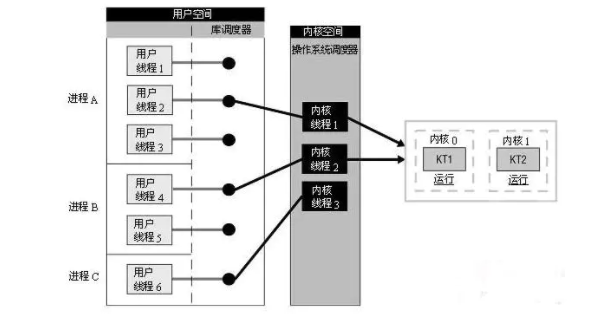 用户空间
库调度器
内核空间
操作系统调度器
进程A
用户
线程1
用户
线程2
用户
线程3
进程B
用户
线程4
用户
线程5
进程C
用户
线程6
内核
线程1
内核
线程2
内核
线程3
内核0
KT1
运行
内核1
KT2
运行